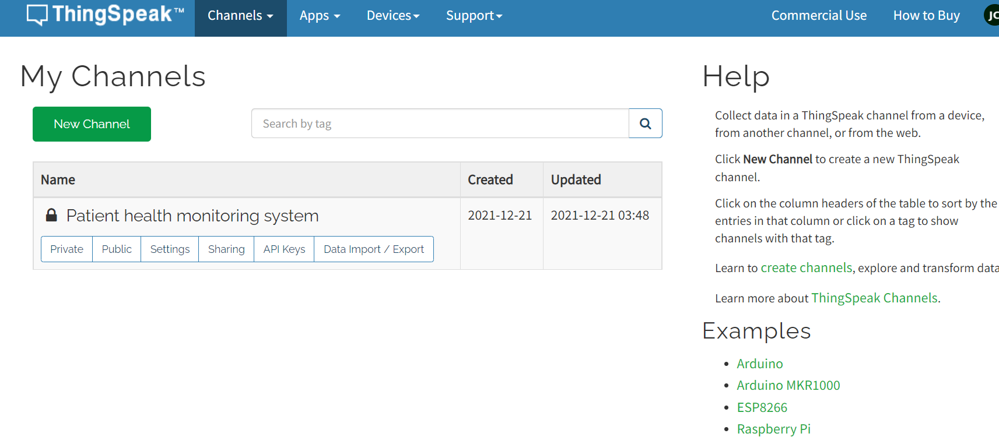 ThingSpeak™ Channels Apps Devices Support Commercial Use How to Buy JC
My Channels
New Channel
Search by tag
Name Created Updated
Patient health monitoring system 2021-12-21 2021-12-21 03:48
Private Public Settings Sharing API Keys Data Import / Export
Help
Collect data in a ThingSpeak channel from a device,
from another channel, or from the web.
Click New Channel to create a new ThingSpeak
channel.
Click on the column headers of the table to sort by the
entries in that column or click on a tag to show
channels with that tag.
Learn to create channels, explore and transform data
Learn more about ThingSpeak Channels.
Examples
• Arduino
• Arduino MKR1000
• ESP8266
• Raspberry Pi